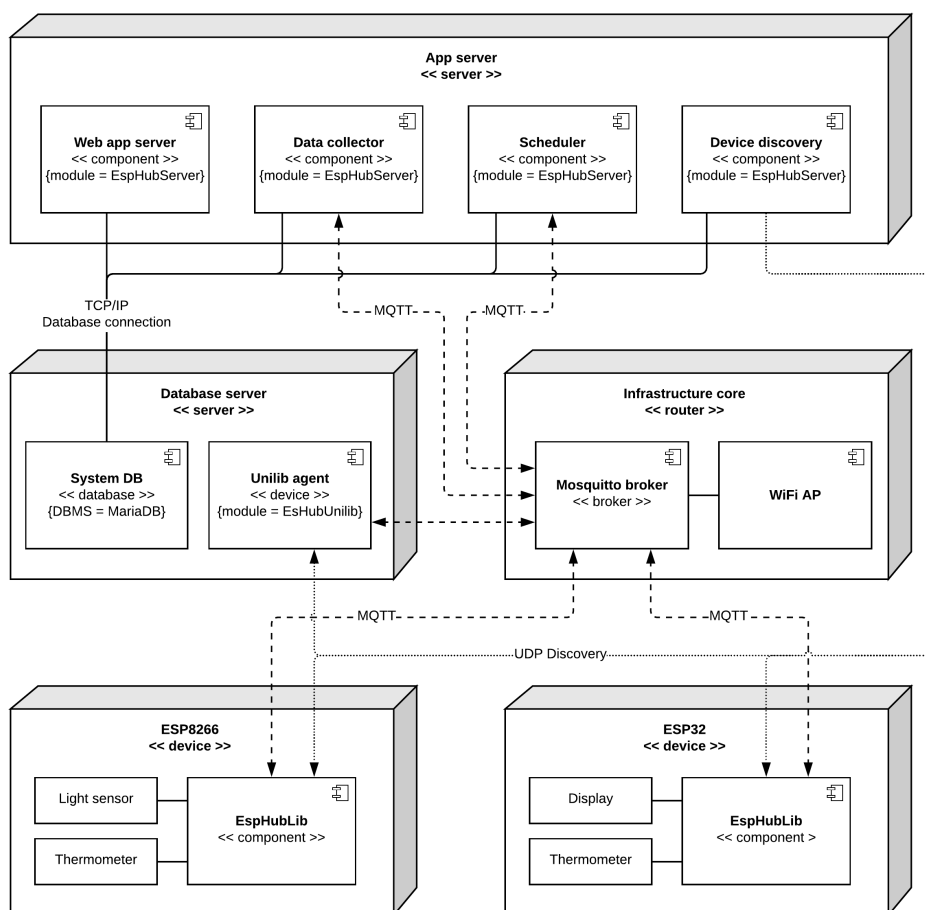 App server
<< server >>
Web app server
<< component >>
{module = EspHubServer}
Data collector
<< component >>
{module = EspHubServer}
Scheduler
<< component >>
{module = EspHubServer}
Device discovery
<< component >>
{module = EspHubServer}
TCP/IP
Database connection
MQTT
MQTT
Database server
<< server >>
System DB
<< database >>
{DBMS = MariaDB}
Unilib agent
<< device >>
{module = EsHubUnilib}
Infrastructure core
<< router >>
Mosquitto broker
<< broker >>
WiFi AP
MQTT
MQTT
UDP Discovery
ESP8266
<< device >>
Light sensor
Thermometer
EspHubLib
<< component >>
ESP32
<< device >>
Display
Thermometer
EspHubLib
<< component >